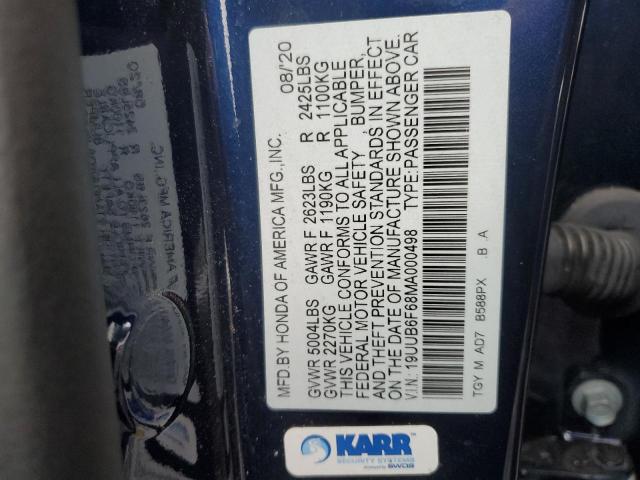 MFD.BY HONDA OF AMERICA MFG.,INC. 08/'20
GVWR 5004LBS GAWR F 2623LBS R 2425LBS
GVWR 2270KG GAWR F 1190KG R 1100KG
THIS VEHICLE CONFORMS TO ALL APPLICABLE
FEDERAL MOTOR VEHICLE SAFETY , BUMPER,
AND THEFT PREVENTION STANDARDS IN EFFECT
ON THE DATE OF MANUFACTURE SHOWN ABOVE.
V.I.N: 19UUB6F68MA000498 TYPE:PASSENGER CAR
TGY M AD7 B588PX .B .A
KARR
SECURITY SYSTEMS
SWDS